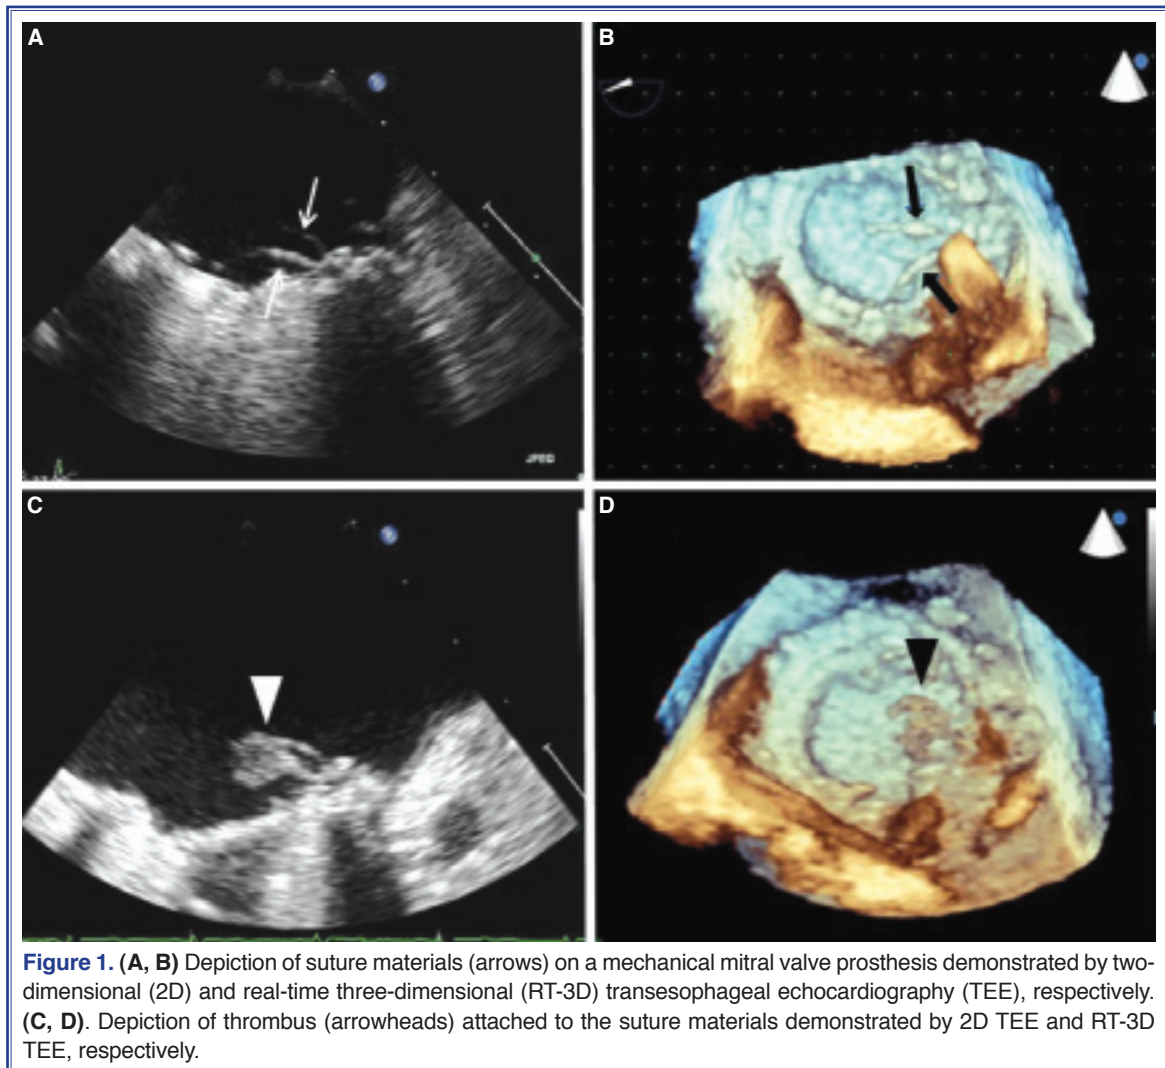 A
B
JPEG
C
D
Figure 1. (A, B) Depiction of suture materials (arrows) on a mechanical mitral valve prosthesis demonstrated by two-
dimensional (2D) and real-time three-dimensional (RT-3D) transesophageal echocardiography (TEE), respectively.
(C, D). Depiction of thrombus (arrowheads) attached to the suture materials demonstrated by 2D TEE and RT-3D
TEE, respectively.